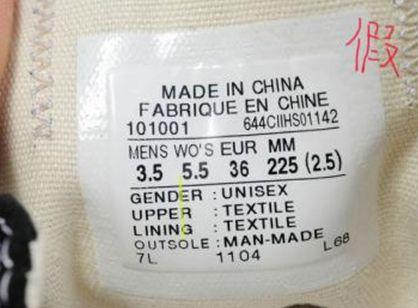 假
MADE IN CHINA
FABRIQUE EN CHINE
101001 644CIIHS01142
MENS WO'S EUR MM
3.5 5.5 36 225 (2.5)
GENDER : UNISEX
UPPER : TEXTILE
LINING : TEXTILE
OUTSOLE : MAN-MADE
7L 1104 L68